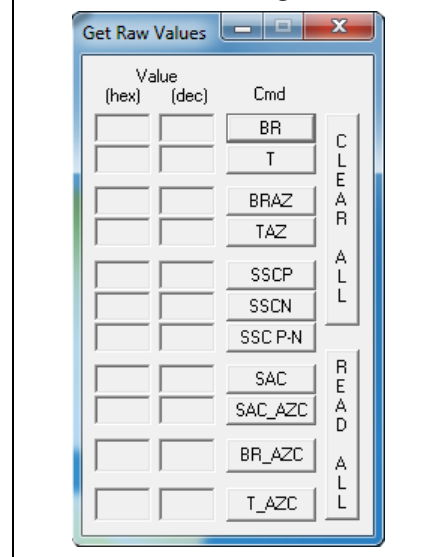 Get Raw Values
Value
(hex) (dec) Cmd
BR
T
BRAZ
TAZ
SSCP
SSCN
SSC P-N
SAC
SAC_AZC
BR_AZC
T_AZC
CLEAR ALL
READ ALL